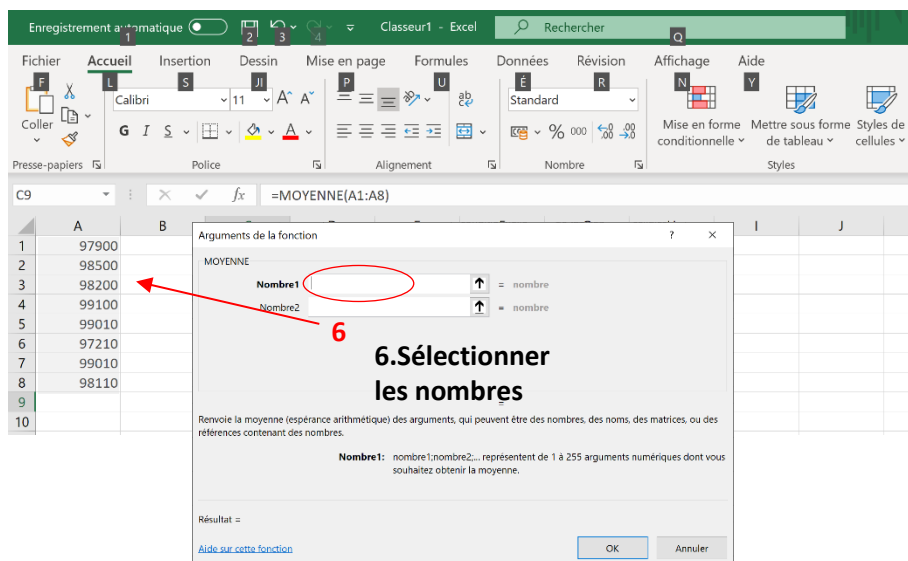 Enregistrement automatique Classeur1 - Excel Rechercher
1 2 3 4 Q
Fichier Accueil Insertion Dessin Mise en page Formules Données Révision Affichage Aide
F L S JI P U É R N Y
Coller Calibri 11 A A ab Standard Mise en forme conditionnelle Mettre sous forme de tableau Styles de cellules
G I S A % 000
Presse-papiers Police Alignement Nombre Styles
C9 fx =MOYENNE(A1:A8)
A B I J
1 97900
2 98500
3 98200
4 99100
5 99010
6 97210
7 99010
8 98110
9
10
Arguments de la fonction ? ×
MOYENNE
Nombre1 = nombre
Nombre2 = nombre
6
6.Sélectionner
les nombres
=
Renvoie la moyenne (espérance arithmétique) des arguments, qui peuvent être des nombres, des noms, des matrices, ou des
références contenant des nombres.
Nombre1: nombre1;nombre2;... représentent de 1 à 255 arguments numériques dont vous
souhaitez obtenir la moyenne.
Résultat =
Aide sur cette fonction OK Annuler